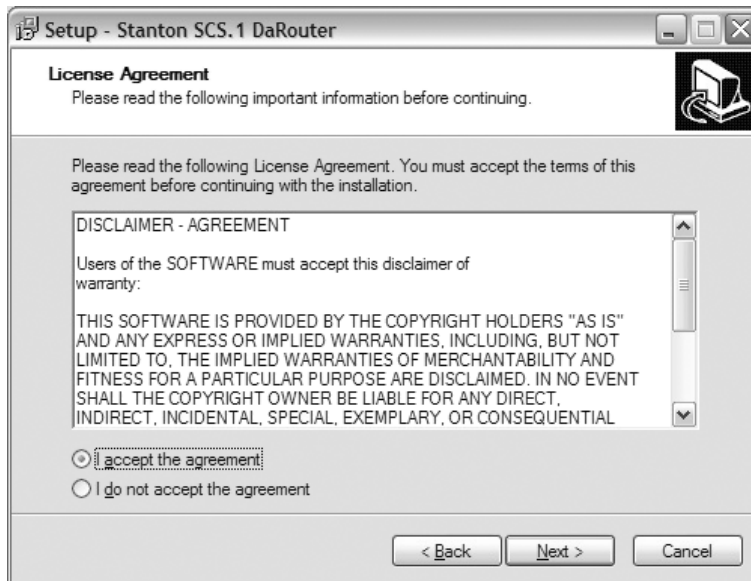 Setup - Stanton SCS.1 DaRouter
License Agreement
Please read the following important information before continuing.
Please read the following License Agreement. You must accept the terms of this
agreement before continuing with the installation.
DISCLAIMER - AGREEMENT
Users of the SOFTWARE must accept this disclaimer of
warranty:
THIS SOFTWARE IS PROVIDED BY THE COPYRIGHT HOLDERS "AS IS"
AND ANY EXPRESS OR IMPLIED WARRANTIES, INCLUDING, BUT NOT
LIMITED TO, THE IMPLIED WARRANTIES OF MERCHANTABILITY AND
FITNESS FOR A PARTICULAR PURPOSE ARE DISCLAIMED. IN NO EVENT
SHALL THE COPYRIGHT OWNER BE LIABLE FOR ANY DIRECT,
INDIRECT, INCIDENTAL, SPECIAL, EXEMPLARY, OR CONSEQUENTIAL
I accept the agreement
I do not accept the agreement
< Back Next > Cancel